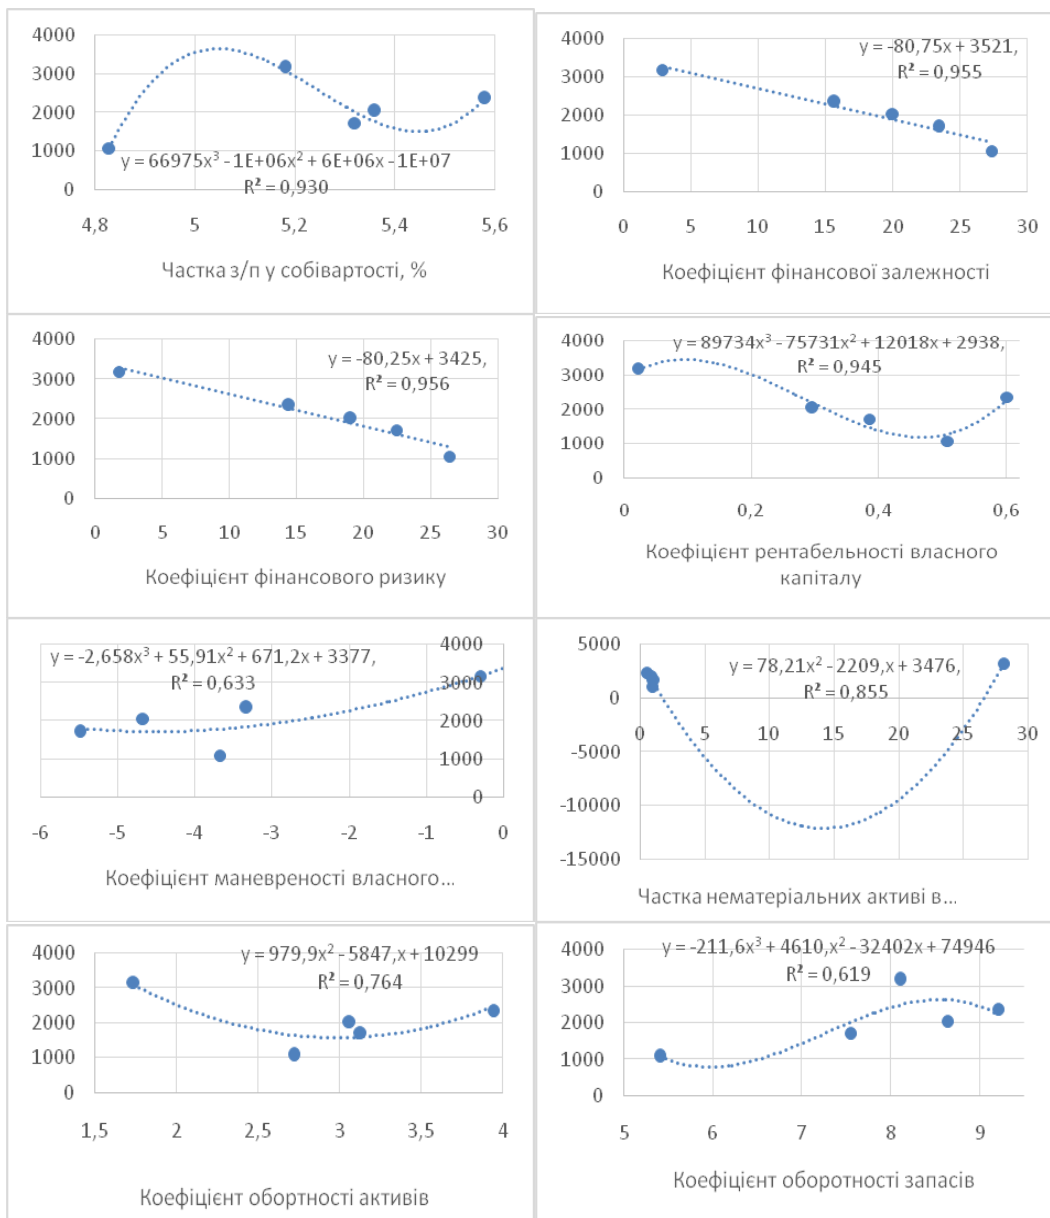 4000
3000
2000
1000
0
y = 66975x³ - 1E+06x² + 6E+06x - 1E+07
R² = 0,930
4,8 5 5,2 5,4 5,6
Частка з/п у собівартості, %
4000
3000
2000
1000
0
y = -80,75x + 3521,
R² = 0,955
0 5 10 15 20 25 30
Коефіцієнт фінансової залежності
4000
3000
2000
1000
0
y = -80,25x + 3425,
R² = 0,956
0 5 10 15 20 25 30
Коефіцієнт фінансового ризику
4000
3000
2000
1000
0
y = 89734x³ - 75731x² + 12018x + 2938,
R² = 0,945
0 0,2 0,4 0,6
Коефіцієнт рентабельності власного
капіталу
y = -2,658x³ + 55,91x² + 671,2x + 3377,
R² = 0,633
4000
3000
2000
1000
0
-6 -5 -4 -3 -2 -1 0
Коефіцієнт маневреності власного...
5000
0
-5000
-10000
-15000
y = 78,21x² - 2209,x + 3476,
R² = 0,855
0 5 10 15 20 25 30
Частка нематеріальних активі в...
4000
3000
2000
1000
0
y = 979,9x² - 5847,x + 10299
R² = 0,764
1,5 2 2,5 3 3,5 4
Коефіцієнт обортності активів
4000
3000
2000
1000
0
y = -211,6x³ + 4610,x² - 32402x + 74946
R² = 0,619
5 6 7 8 9
Коефіцієнт оборотності запасів